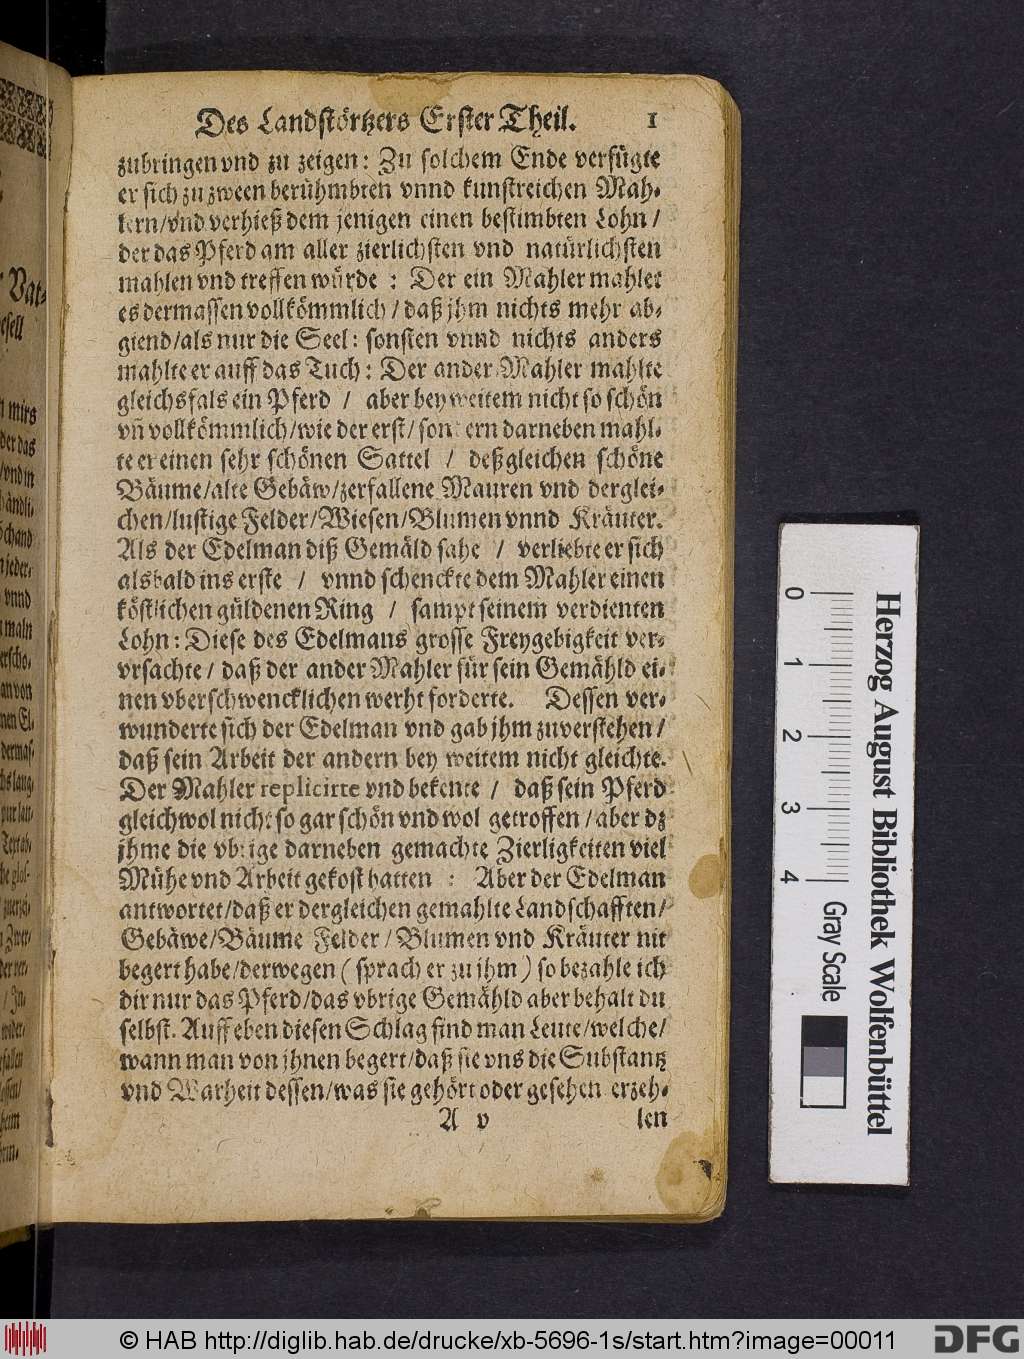 Des Landstörtzers Erster Theil. 1
zubringen vnd zu zeigen: Zu solchem Ende verfügte
er sich zu zween berühmbten vnnd kunstreichen Mah-
lern/vnd verhieß dem jenigen einen bestimbten Lohn/
der das Pferd am aller zierlichsten vnd natürlichsten
mahlen vnd treffen würde: Der ein Mahler mahlet
es dermassen vollkömmlich/daß jhm nichts mehr ab-
gieng/als nur die Seel: sonsten vnnd nichts anders
mahlte er auff das Tuch: Der ander Mahler mahlte
gleichsfals ein Pferd/aber bey weitem nicht so schön
vn̄ vollkömmlich/wie der erst/sondern darneben mahl-
te er einen sehr schönen Sattel/deßgleichen schöne
Bäume/alte Gebäw/zerfallene Mauren vnd derglei-
chen/lustige Felder/Wiesen/Blumen vnnd Kräuter.
Als der Edelman diß Gemäld sahe/verliebte er sich
alsbald ins erste/vnnd schenckte dem Mahler einen
köstlichen güldenen Ring/sampt seinem verdienten
Lohn: Diese des Edelmans grosse Freygebigkeit ver-
vrsachte/daß der ander Mahler für sein Gemähld ei-
nen vberschwencklichen werht forderte. Dessen ver-
wunderte sich der Edelman vnd gab jhm zuverstehen/
daß sein Arbeit der andern bey weitem nicht gleichte.
Der Mahler replicirte vnd bekente/daß sein Pferd
gleichwol nicht so gar schön vnd wol getroffen/aber dz
jhme die vbrige darneben gemachte Zierligkeiten viel
Mühe vnd Arbeit gekost hatten: Aber der Edelman
antwortet/daß er dergleichen gemahlte Landschafften/
Gebäwe/Bäume Felder/Blumen vnd Kräuter nit
begert habe/derwegen (sprach er zu jhm) so bezahle ich
dir nur das Pferd/das vbrige Gemähld aber behalt du
selbst. Auff eben diesen Schlag find man Leute/welche/
wann man von jhnen begert/daß sie vns die Substantz
vnd Warheit dessen/was sie gehört oder gesehen erzeh-
A v len
Herzog August Bibliothek Wolfenbüttel
0 1 2 3 4 Gray Scale
© HAB http://diglib.hab.de/drucke/xb-5696-1s/start.htm?image=00011
DFG